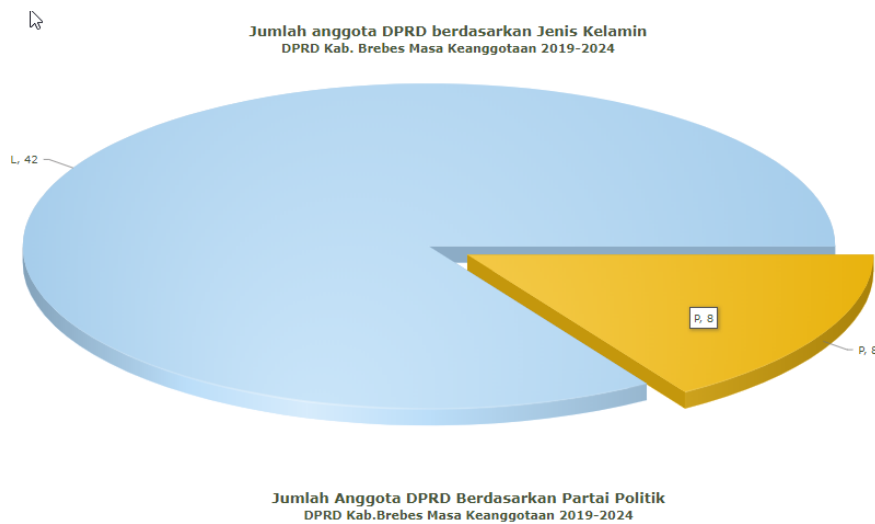 Jumlah anggota DPRD berdasarkan Jenis Kelamin
DPRD Kab. Brebes Masa Keanggotaan 2019-2024
L, 42
P, 8
P, 8
Jumlah Anggota DPRD Berdasarkan Partai Politik
DPRD Kab.Brebes Masa Keanggotaan 2019-2024